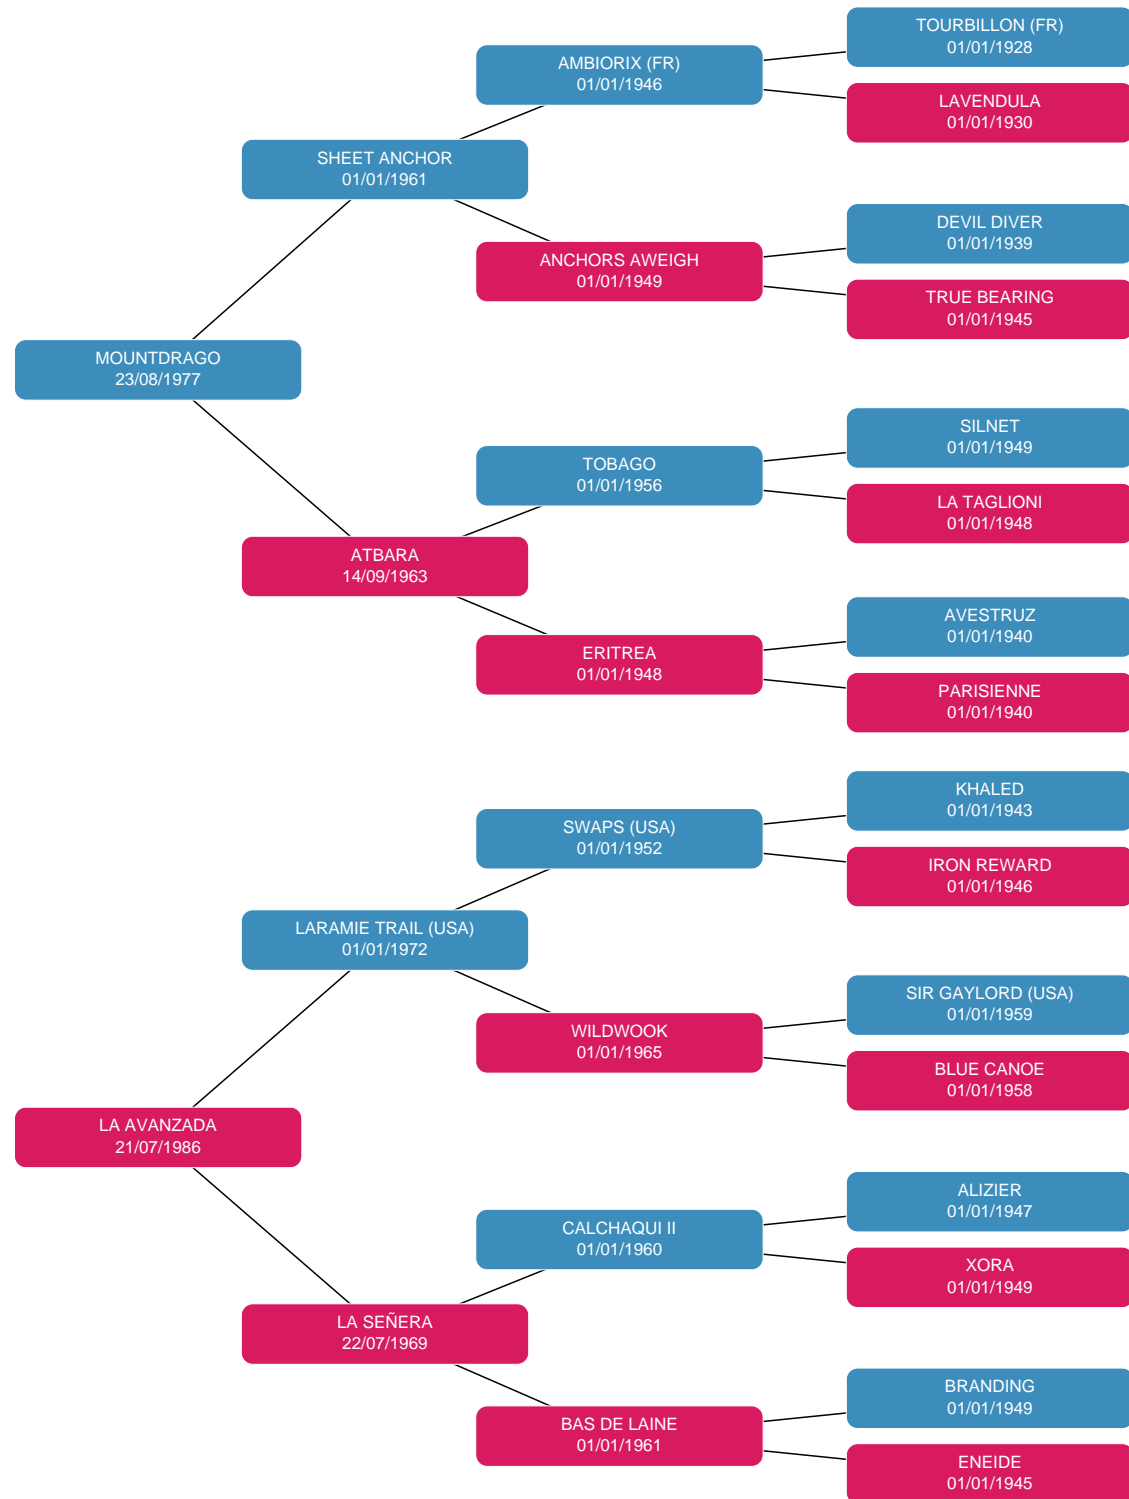 TOURBILLON (FR)
01/01/1928
AMBIORIX (FR)
01/01/1946
LAVENDULA
01/01/1930
SHEET ANCHOR
01/01/1961
DEVIL DIVER
01/01/1939
ANCHORS AWEIGH
01/01/1949
TRUE BEARING
01/01/1945
MOUNTDRAGO
23/08/1977
SILNET
01/01/1949
TOBAGO
01/01/1956
LA TAGLIONI
01/01/1948
ATBARA
14/09/1963
AVESTRUZ
01/01/1940
ERITREA
01/01/1948
PARISIENNE
01/01/1940
KHALED
01/01/1943
SWAPS (USA)
01/01/1952
IRON REWARD
01/01/1946
LARAMIE TRAIL (USA)
01/01/1972
SIR GAYLORD (USA)
01/01/1959
WILDWOOK
01/01/1965
BLUE CANOE
01/01/1958
LA AVANZADA
21/07/1986
ALIZIER
01/01/1947
CALCHAQUI II
01/01/1960
XORA
01/01/1949
LA SEÑERA
22/07/1969
BRANDING
01/01/1949
BAS DE LAINE
01/01/1961
ENEIDE
01/01/1945